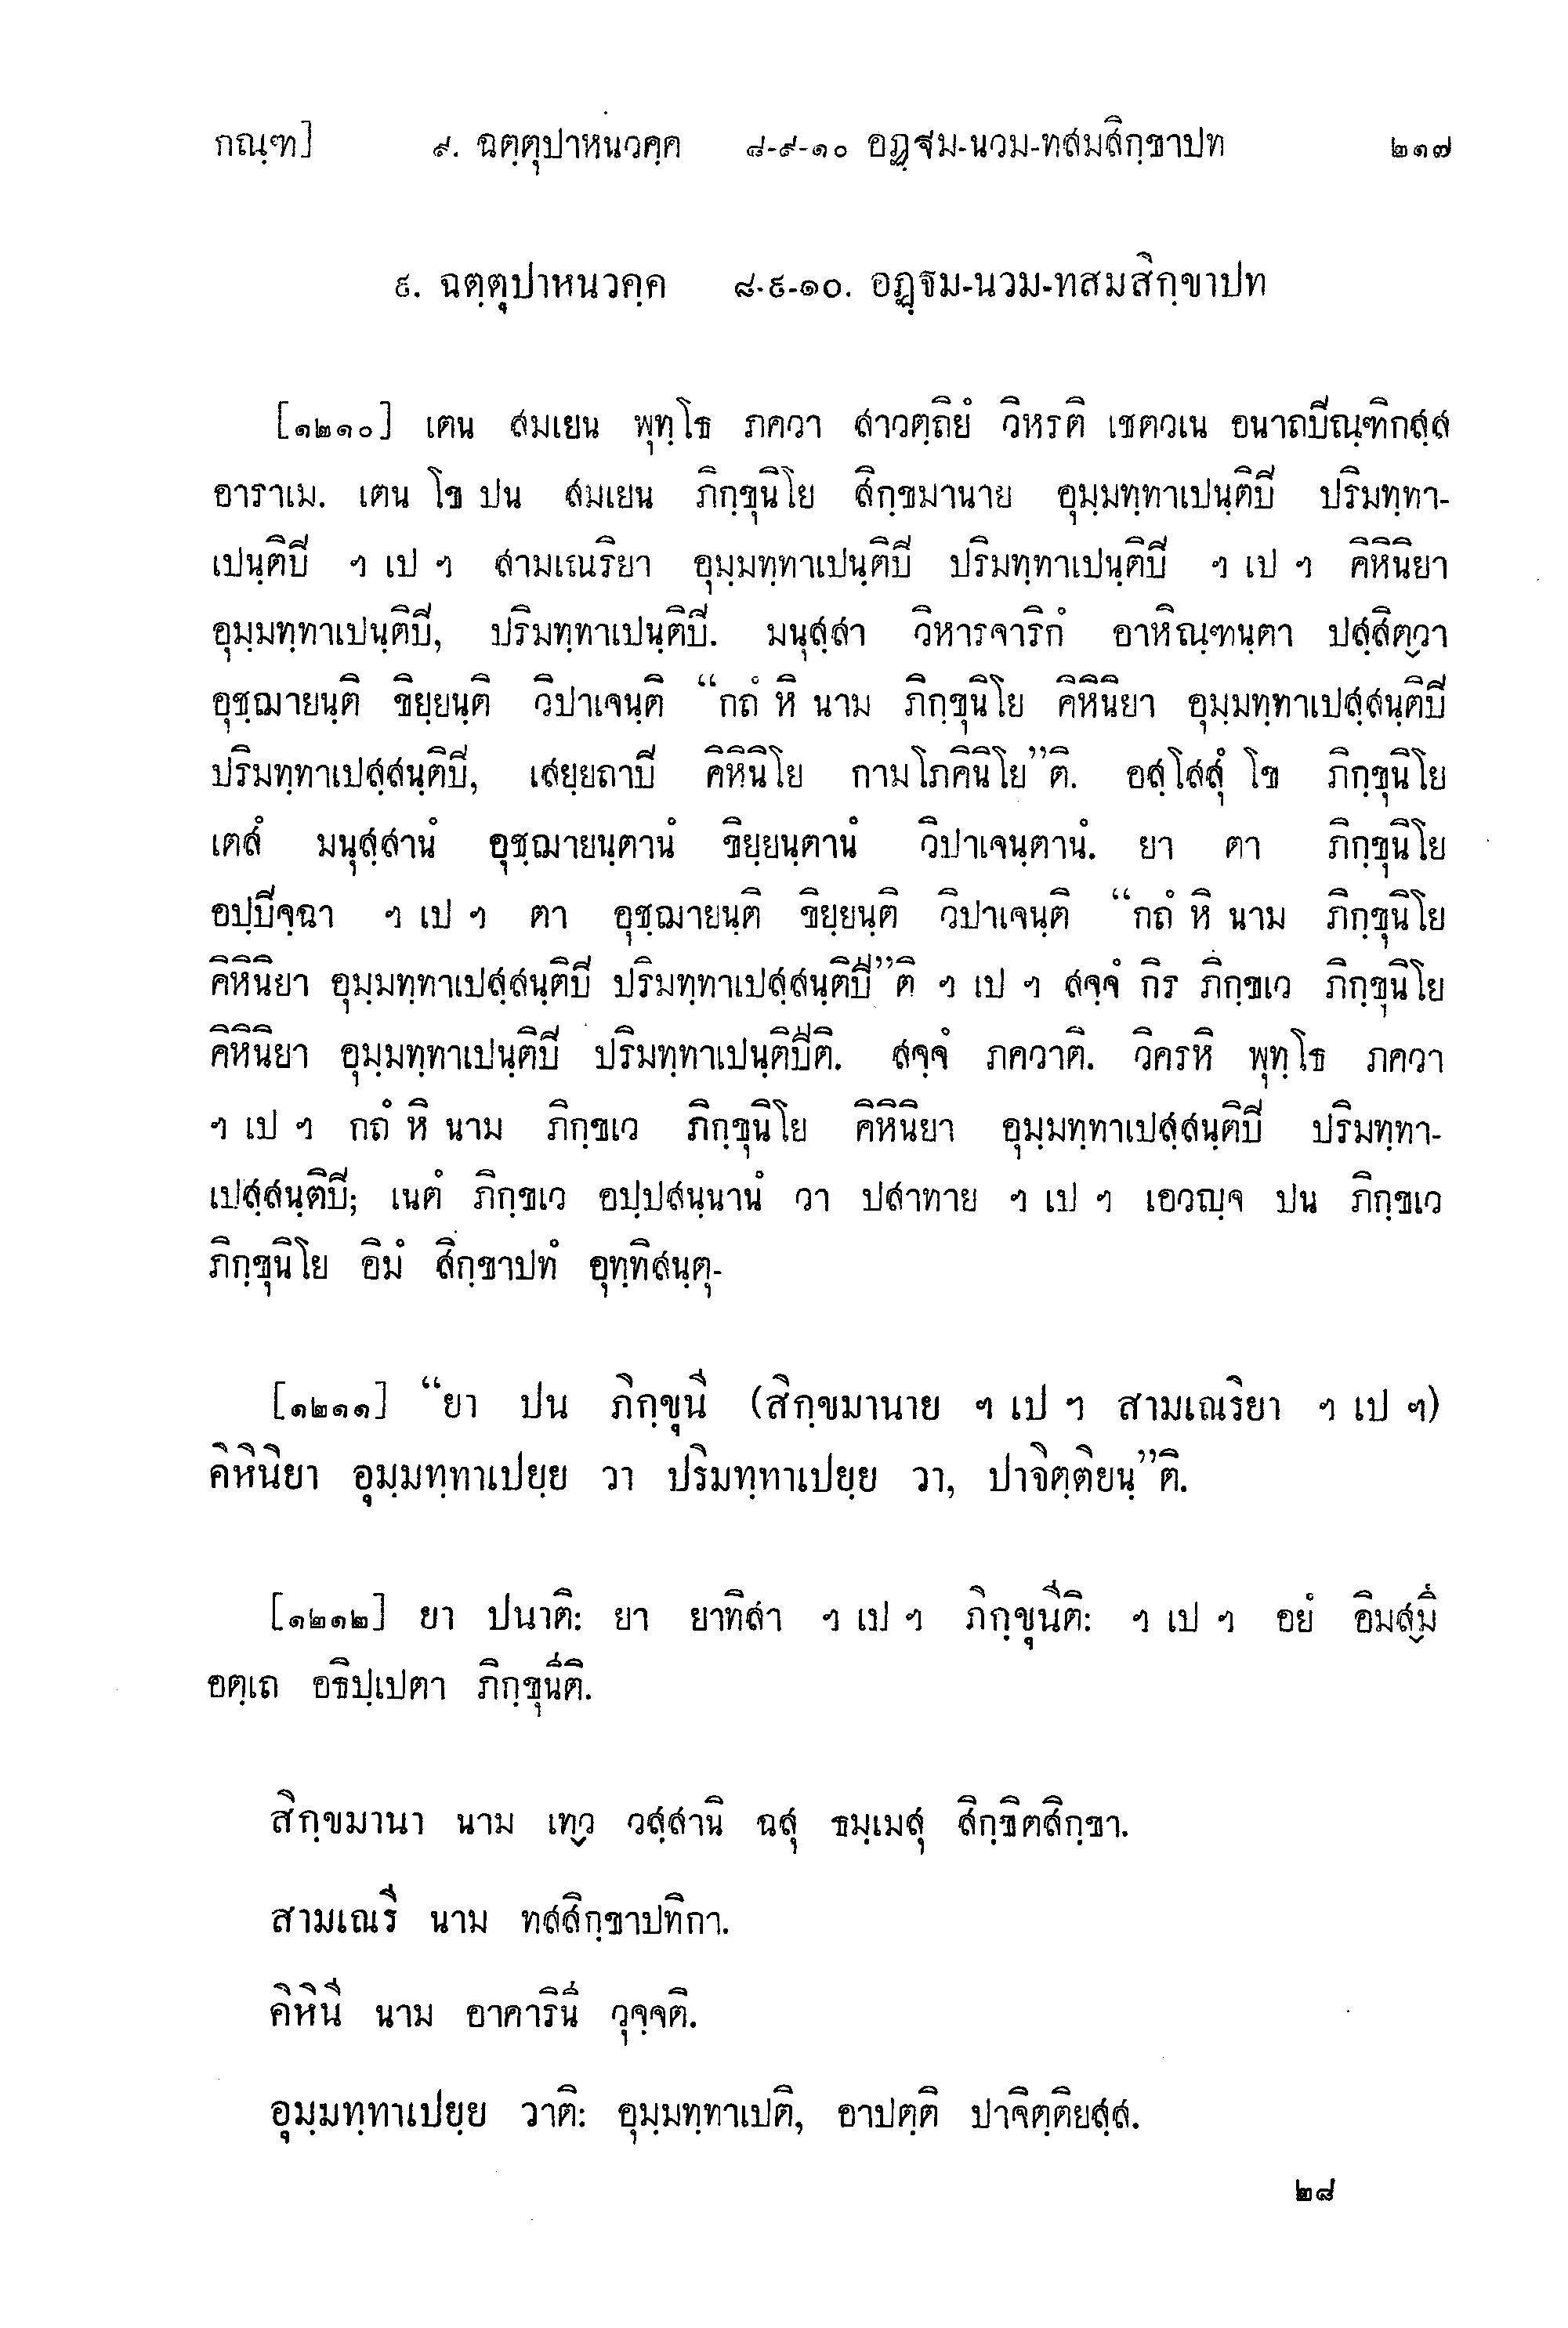 กณฺฑ] ๙. ฉตฺตุปาหนวคฺค ๘-๙-๑๐ อฏฺฐม-นวม-ทสมสิกฺขาปท ๒๑๗
๙. ฉตฺตุปาหนวคฺค ๘-๙-๑๐. อฏฺฐม-นวม-ทสมสิกฺขาปท
[๑๒๑๐] เตน สมเยน พุทฺโธ ภควา สาวตฺถิยํ วิหรติ เชตวเน อนาถปิณฺฑิกสฺส
อาราเม. เตน โข ปน สมเยน ภิกฺขุนิโย สิกฺขมานาย อุมฺมทฺทาเปนฺติปิ ปริมทฺทา-
เปนฺติปิ ฯ เป ฯ สามเณริยา อุมฺมทฺทาเปนฺติปิ ปริมทฺทาเปนฺติปิ ฯ เป ฯ คิหินิยา
อุมฺมทฺทาเปนฺติปิ, ปริมทฺทาเปนฺติปิ. มนุสฺสา วิหารจาริกํ อาหิณฺฑนฺตา ปสฺสิตฺวา
อุชฺฌายนฺติ ขิยฺยนฺติ วิปาเจนฺติ “กถํ หิ นาม ภิกฺขุนิโย คิหินิยา อุมฺมทฺทาเปสฺสนฺติปิ
ปริมทฺทาเปสฺสนฺติปิ, เสยฺยถาปิ คิหินิโย กามโภคินิโย”ติ. อสฺโสสุํ โข ภิกฺขุนิโย
เตสํ มนุสฺสานํ อุชฺฌายนฺตานํ ขิยฺยนฺตานํ วิปาเจนฺตานํ. ยา ตา ภิกฺขุนิโย
อปฺปิจฺฉา ฯ เป ฯ ตา อุชฺฌายนฺติ ขิยฺยนฺติ วิปาเจนฺติ “กถํ หิ นาม ภิกฺขุนิโย
คิหินิยา อุมฺมทฺทาเปสฺสนฺติปิ ปริมทฺทาเปสฺสนฺติปี”ติ ฯ เป ฯ สจฺจํ กิร ภิกฺขเว ภิกฺขุนิโย
คิหินิยา อุมฺมทฺทาเปนฺติปิ ปริมทฺทาเปนฺติปีติ. สจฺจํ ภควาติ. วิครหิ พุทฺโธ ภควา
ฯ เป ฯ กถํ หิ นาม ภิกฺขเว ภิกฺขุนิโย คิหินิยา อุมฺมทฺทาเปสฺสนฺติปิ ปริมทฺทา-
เปสฺสนฺติปิ; เนตํ ภิกฺขเว อปฺปสนฺนานํ วา ปสาทาย ฯ เป ฯ เอวญฺจ ปน ภิกฺขเว
ภิกฺขุนิโย อิมํ สิกฺขาปทํ อุทฺทิสนฺตุ-
[๑๒๑๑] “ยา ปน ภิกฺขุนี (สิกฺขมานาย ฯ เป ฯ สามเณริยา ฯ เป ฯ)
คิหินิยา อุมฺมทฺทาเปยฺย วา ปริมทฺทาเปยฺย วา, ปาจิตฺติยนฺ”ติ.
[๑๒๑๒] ยา ปนาติ: ยา ยาทิสา ฯ เป ฯ ภิกฺขุนีติ: ฯ เป ฯ อยํ อิมสฺมึ
อตฺเถ อธิปฺเปตา ภิกฺขุนีติ.
สิกฺขมานา นาม เทฺว วสฺสานิ ฉสุ ธมฺเมสุ สิกฺขิตสิกฺขา.
สามเณรี นาม ทสสิกฺขาปทิกา.
คิหินี นาม อาคารินี วุจฺจติ.
อุมฺมทฺทาเปยฺย วาติ: อุมฺมทฺทาเปติ, อาปตฺติ ปาจิตฺติยสฺส.
๒๘